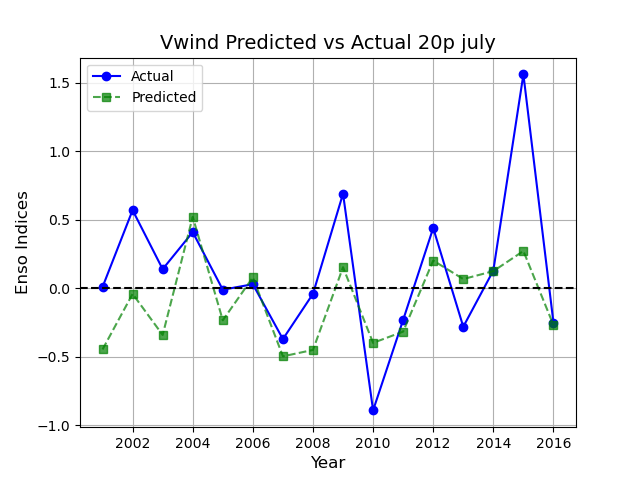 Vwind Predicted vs Actual 20p july
Actual
Predicted
1.5
1.0
0.5
0.0
−0.5
−1.0
Enso Indices
2002 2004 2006 2008 2010 2012 2014 2016
Year